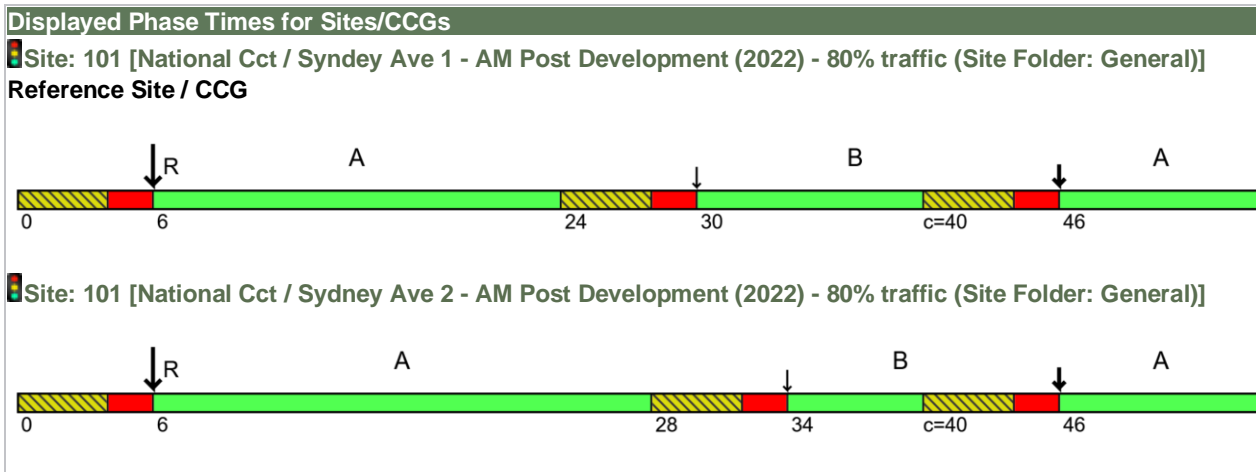 Displayed Phase Times for Sites/CCGs
Site: 101 [National Cct / Syndey Ave 1 - AM Post Development (2022) - 80% traffic (Site Folder: General)]
Reference Site / CCG
R A B A
0 6 24 30 c=40 46
Site: 101 [National Cct / Sydney Ave 2 - AM Post Development (2022) - 80% traffic (Site Folder: General)]
R A B A
0 6 28 34 c=40 46